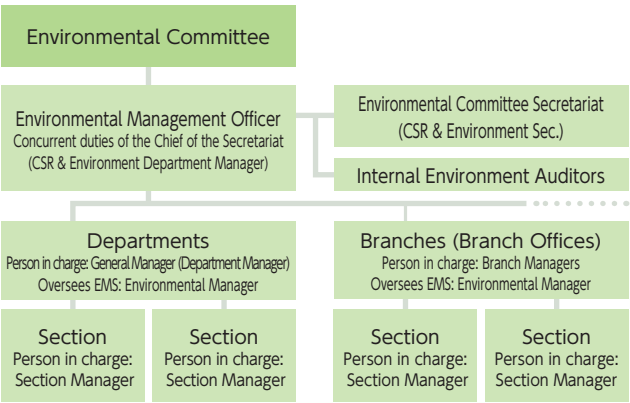 Environmental Committee
Environmental Management Officer
Concurrent duties of the Chief of the Secretariat
(CSR & Environment Department Manager)
Environmental Committee Secretariat
(CSR & Environment Sec.)
Internal Environment Auditors
Departments
Person in charge: General Manager (Department Manager)
Oversees EMS: Environmental Manager
Branches (Branch Offices)
Person in charge: Branch Managers
Oversees EMS: Environmental Manager
Section
Person in charge:
Section Manager
Section
Person in charge:
Section Manager
Section
Person in charge:
Section Manager
Section
Person in charge:
Section Manager